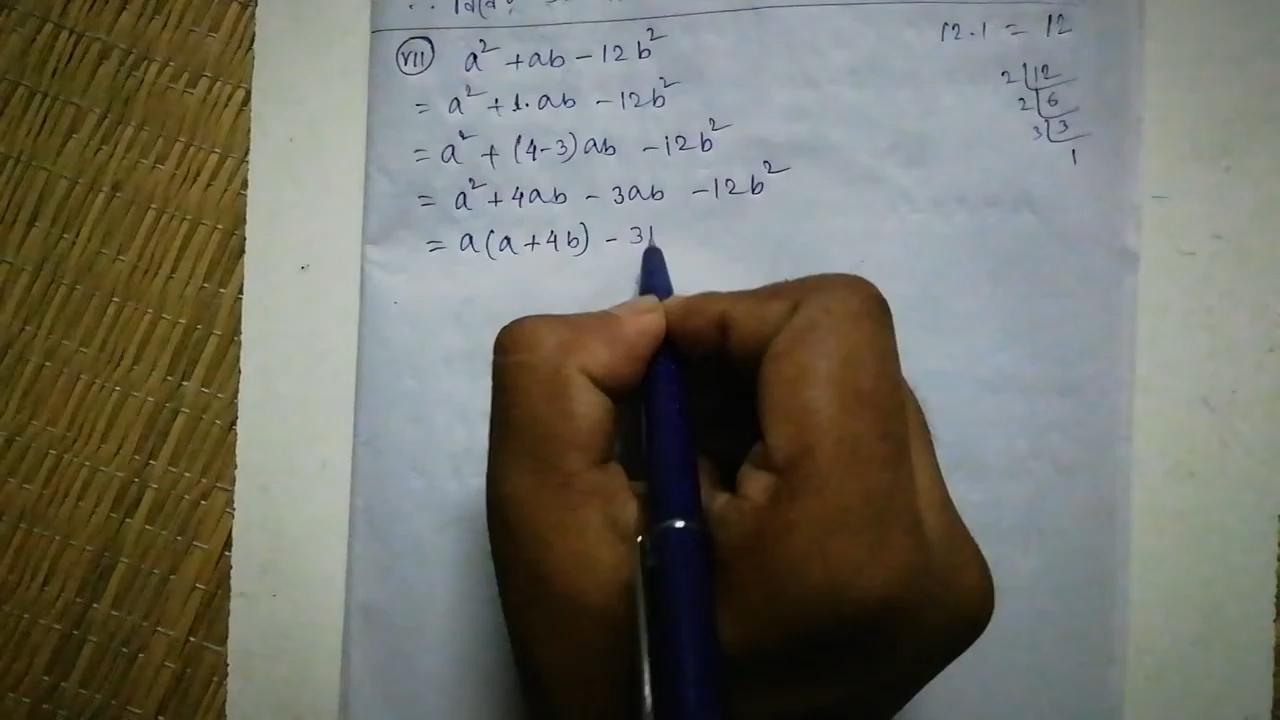 (VII) a² + ab - 12b²
= a² + 1.ab - 12b²
= a² + (4-3)ab - 12b²
= a² + 4ab - 3ab - 12b²
= a(a+4b) - 3
12.1 = 12
2 12
2 6
3 3
1